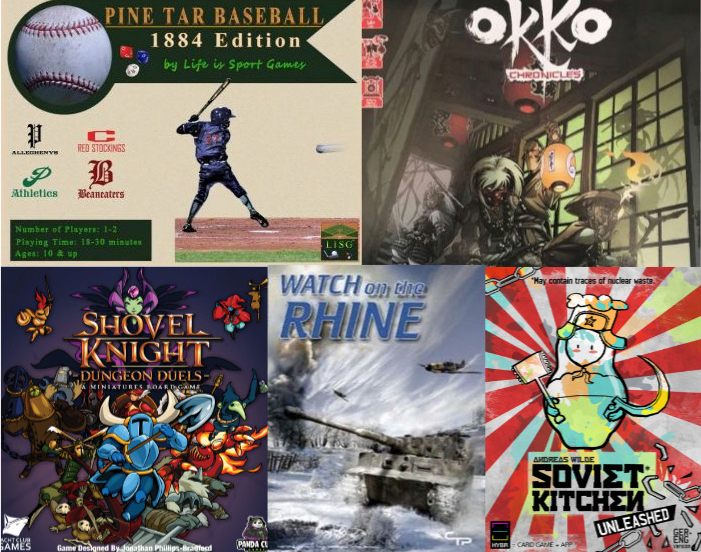 PINE TAR BASEBALL
1884 Edition
by Life is Sport Games
P
ALLEGHENYS
C
RED STOCKINGS
Athletics
B
Beaneaters
Number of Players: 1-2
Playing Time: 18-30 minutes
Ages: 10 & up
LISG
OKKO
CHRONICLES
SHOVEL
KNIGHT
DUNGEON DUELS
A MINIATURES BOARD GAME
YACHT CLUB
GAMES
Game Designed By Jonathan Phillips-Bradford
PANDA CU
WATCH on the
RHINE
"May contain traces of nuclear waste."
ANDREAS WILDE
SOVIET
KITCHEN
UNLEASHED
HYBR
CARD GAME + APP
GER-
ENG
version